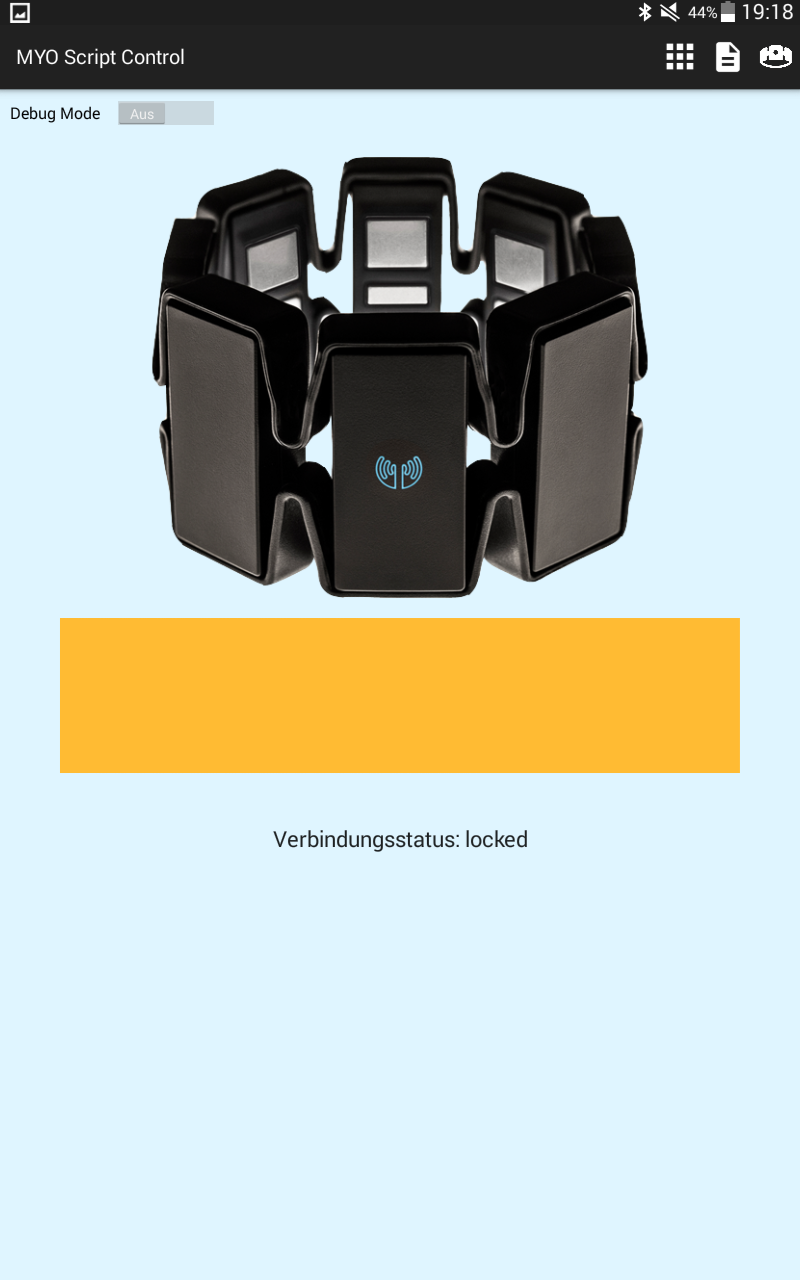 44% 19:18
MYO Script Control
Debug Mode Aus
Verbindungsstatus: locked